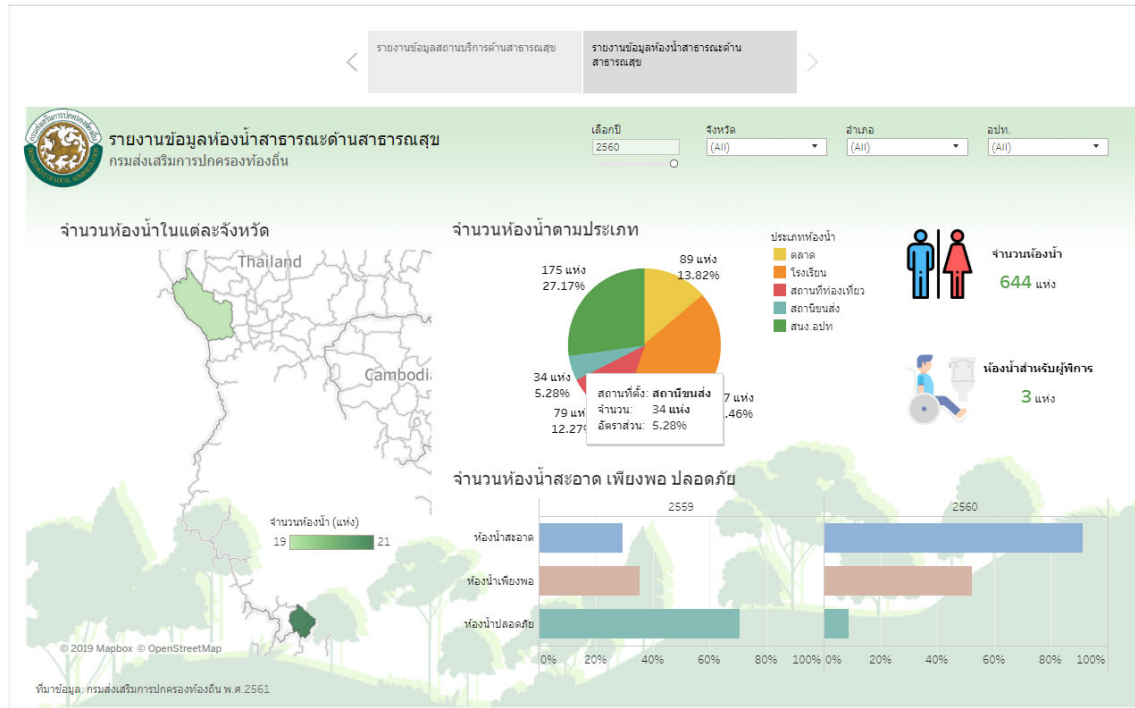 รายงานข้อมูลสถานบริการด้านสาธารณสุข
รายงานข้อมูลห้องน้ำสาธารณะด้าน
สาธารณสุข
รายงานข้อมูลห้องน้ำสาธารณะด้านสาธารณสุข
กรมส่งเสริมการปกครองท้องถิ่น
เลือกปี
2560
จังหวัด
(All)
อำเภอ
(All)
อปท.
(All)
จำนวนห้องน้ำในแต่ละจังหวัด
Thailand
Cambodi
จำนวนห้องน้ำ (แห่ง)
19 21
© 2019 Mapbox © OpenStreetMap
จำนวนห้องน้ำตามประเภท
175 แห่ง
27.17%
89 แห่ง
13.82%
34 แห่ง
5.28%
79 แห่
12.27%
7 แห่ง
.46%
สถานที่ตั้ง: สถานีขนส่ง
จำนวน: 34 แห่ง
อัตราส่วน: 5.28%
ประเภทห้องน้ำ
ตลาด
โรงเรียน
สถานที่ท่องเที่ยว
สถานีขนส่ง
สนง.อปท
จำนวนห้องน้ำ
644 แห่ง
ห้องน้ำสำหรับผู้พิการ
3 แห่ง
จำนวนห้องน้ำสะอาด เพียงพอ ปลอดภัย
2559 2560
ห้องน้ำสะอาด
ห้องน้ำเพียงพอ
ห้องน้ำปลอดภัย
0% 20% 40% 60% 80% 100% 0% 20% 40% 60% 80% 100%
ที่มาข้อมูล: กรมส่งเสริมการปกครองท้องถิ่น พ.ศ.2561